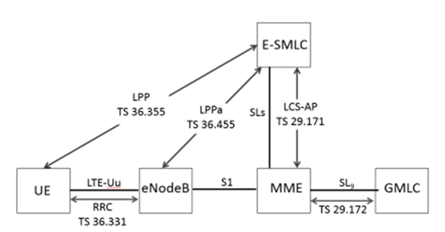 E-SMLC
LPP
TS 36.355
LPPa
TS 36.455
SLs
LCS-AP
TS 29.171
UE
LTE-Uu
RRC
TS 36.331
eNodeB
S1
MME
SLg
TS 29.172
GMLC